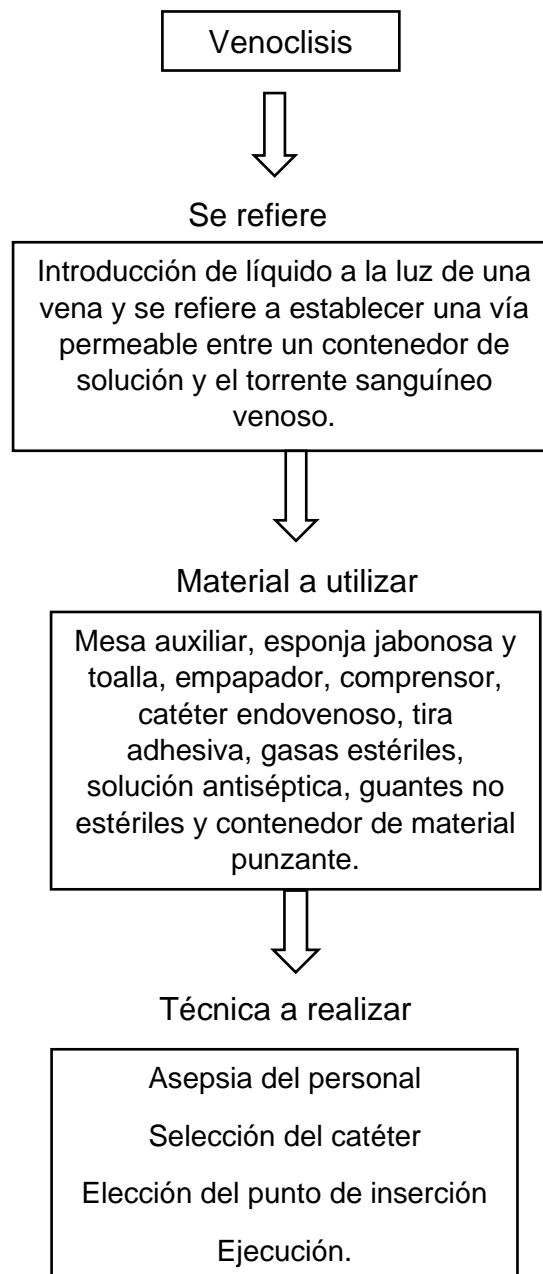 Venoclisis
Se refiere
Introducción de líquido a la luz de una
vena y se refiere a establecer una vía
permeable entre un contenedor de
solución y el torrente sanguíneo
venoso.
Material a utilizar
Mesa auxiliar, esponja jabonosa y
toalla, empapador, comprensor,
catéter endovenoso, tira
adhesiva, gasas estériles,
solución antiséptica, guantes no
estériles y contenedor de material
punzante.
Técnica a realizar
Asepsia del personal
Selección del catéter
Elección del punto de inserción
Ejecución.